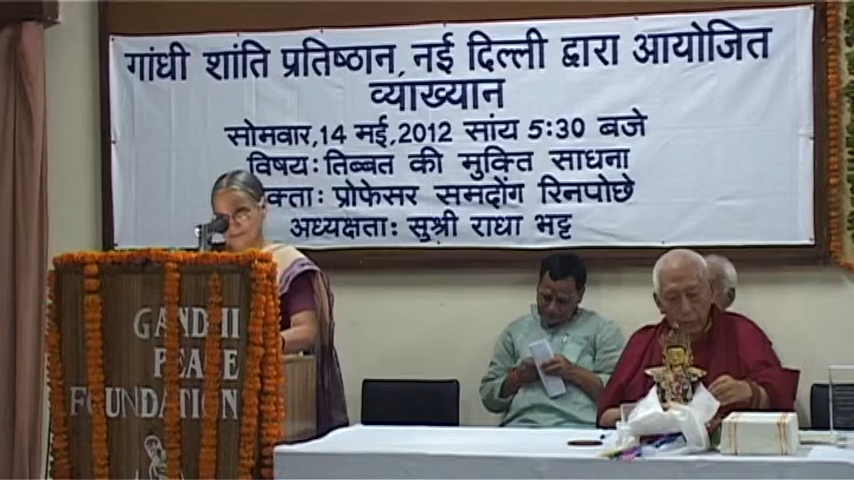 गांधी शांति प्रतिष्ठान, नई दिल्ली द्वारा आयोजित
व्याख्यान
सोमवार,14 मई,2012 सांय 5:30 बजे
विषय: तिब्बत की मुक्ति साधना
प्रोफेसर समदोंग रिनपोछे
अध्यक्षता: सुश्री राधा भट्ट
GANDHI
PEACE
FOUNDATION